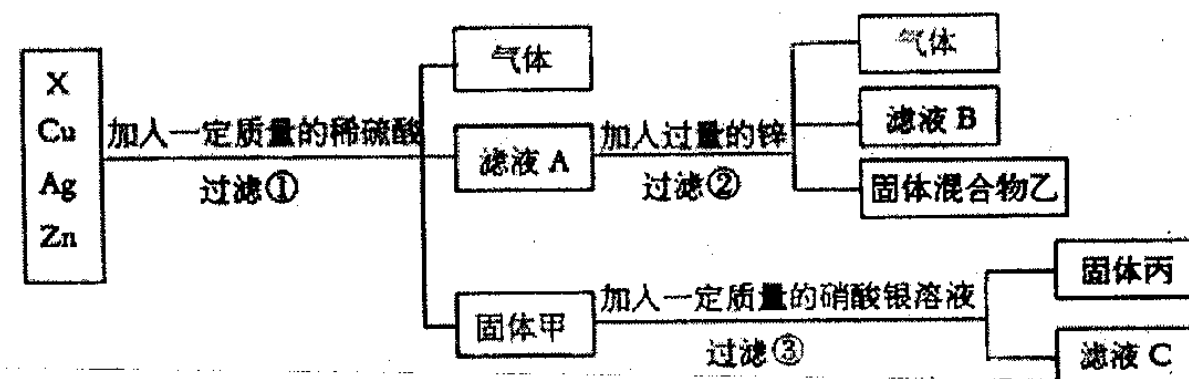 X
Cu
Ag
Zn
加入一定质量的稀硫酸
过滤①
气体
滤液 A
固体甲
加入过量的锌
过滤②
气体
滤液 B
固体混合物乙
加入一定质量的硝酸银溶液
过滤③
固体丙
滤液 C